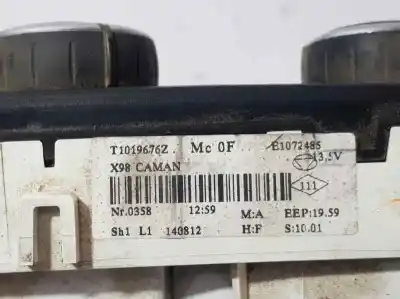 T1019676Z Mc 0F E1072485
X98 CAMAN 13,5V
111
Nr.0358 12:59 M:A EEP:19.59
Sh1 L1 140812 H:F S:10.01